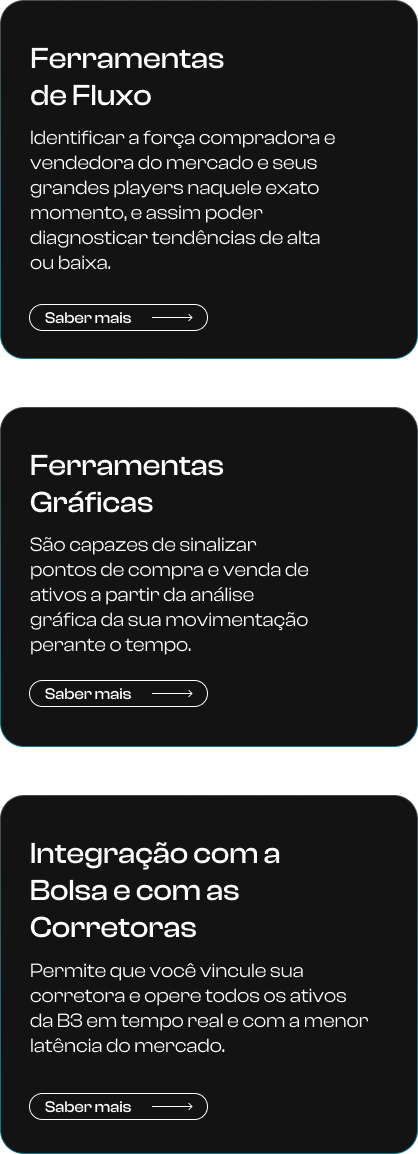 Ferramentas
de Fluxo
Identificar a força compradora e
vendedora do mercado e seus
grandes players naquele exato
momento, e assim poder
diagnosticar tendências de alta
ou baixa.
Saber mais
Ferramentas
Gráficas
São capazes de sinalizar
pontos de compra e venda de
ativos a partir da análise
gráfica da sua movimentação
perante o tempo.
Saber mais
Integração com a
Bolsa e com as
Corretoras
Permite que você vincule sua
corretora e opere todos os ativos
da B3 em tempo real e com a menor
latência do mercado.
Saber mais